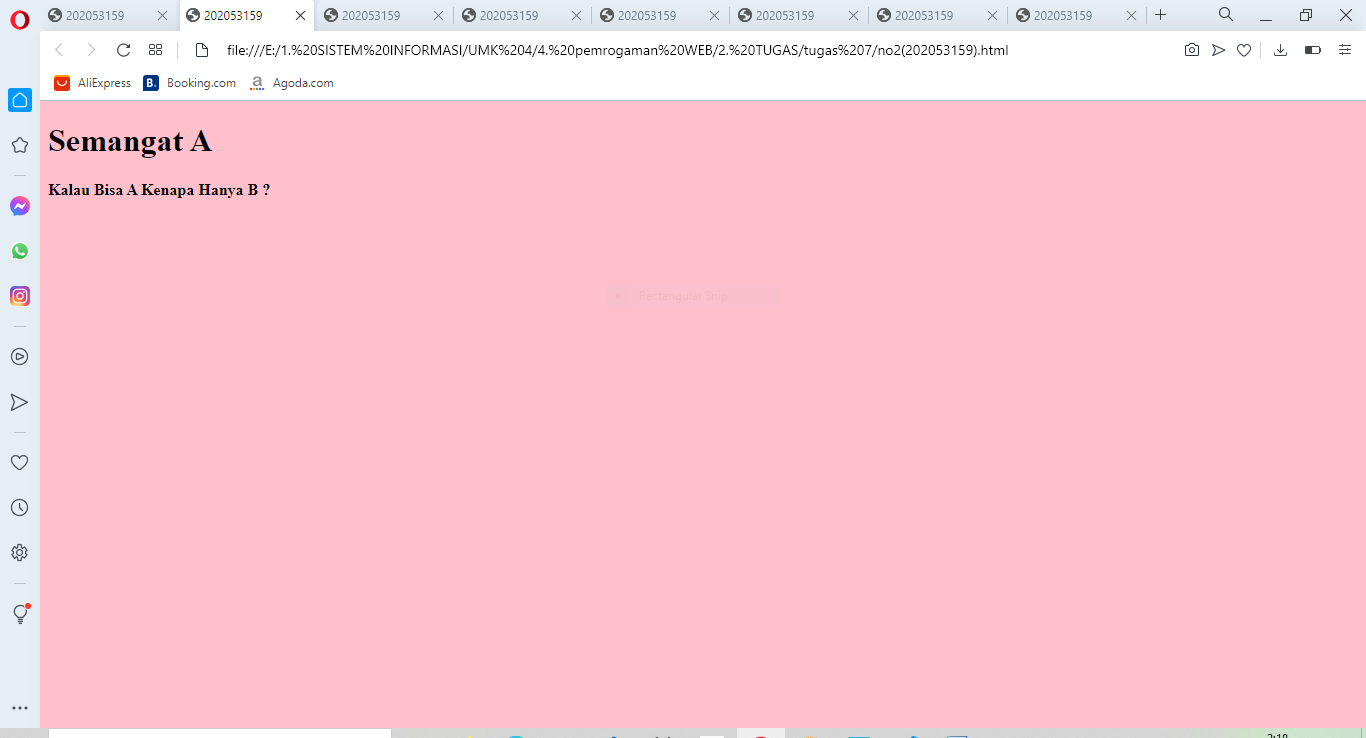 202053159 202053159 202053159 202053159 202053159 202053159 202053159 202053159
file:///E:/1.%20SISTEM%20INFORMASI/UMK%204/4.%20pemrogaman%20WEB/2.%20TUGAS/tugas%207/no2(202053159).html
AliExpress B. Booking.com a Agoda.com
Semangat A
Kalau Bisa A Kenapa Hanya B ?